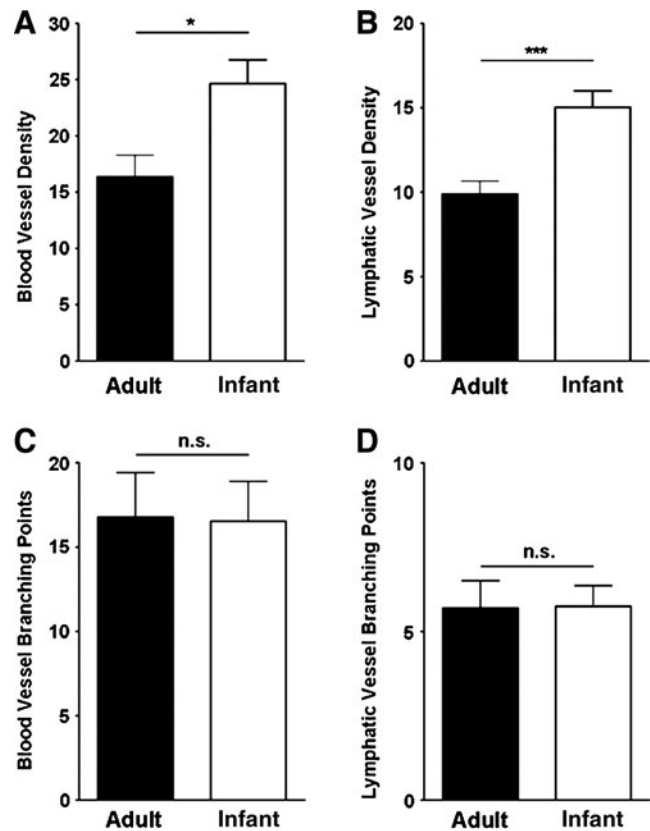 A
Blood Vessel Density
30
25
20
15
10
5
0
*
Adult Infant
B
Lymphatic Vessel Density
20
15
10
5
0
***
Adult Infant
C
Blood Vessel Branching Points
20
15
10
5
0
n.s.
Adult Infant
D
Lymphatic Vessel Branching Points
10
5
0
n.s.
Adult Infant